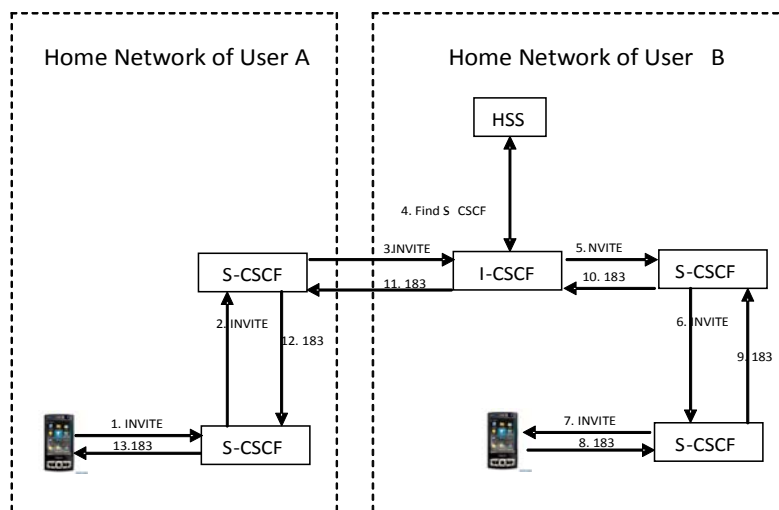 Home Network of User A
Home Network of User B
HSS
4. Find S CSCF
3.INVITE
5. NVITE
S-CSCF
I-CSCF
S-CSCF
11. 183
10. 183
2. INVITE
12. 183
6. INVITE
9. 183
1. INVITE
13.183
S-CSCF
7. INVITE
8. 183
S-CSCF